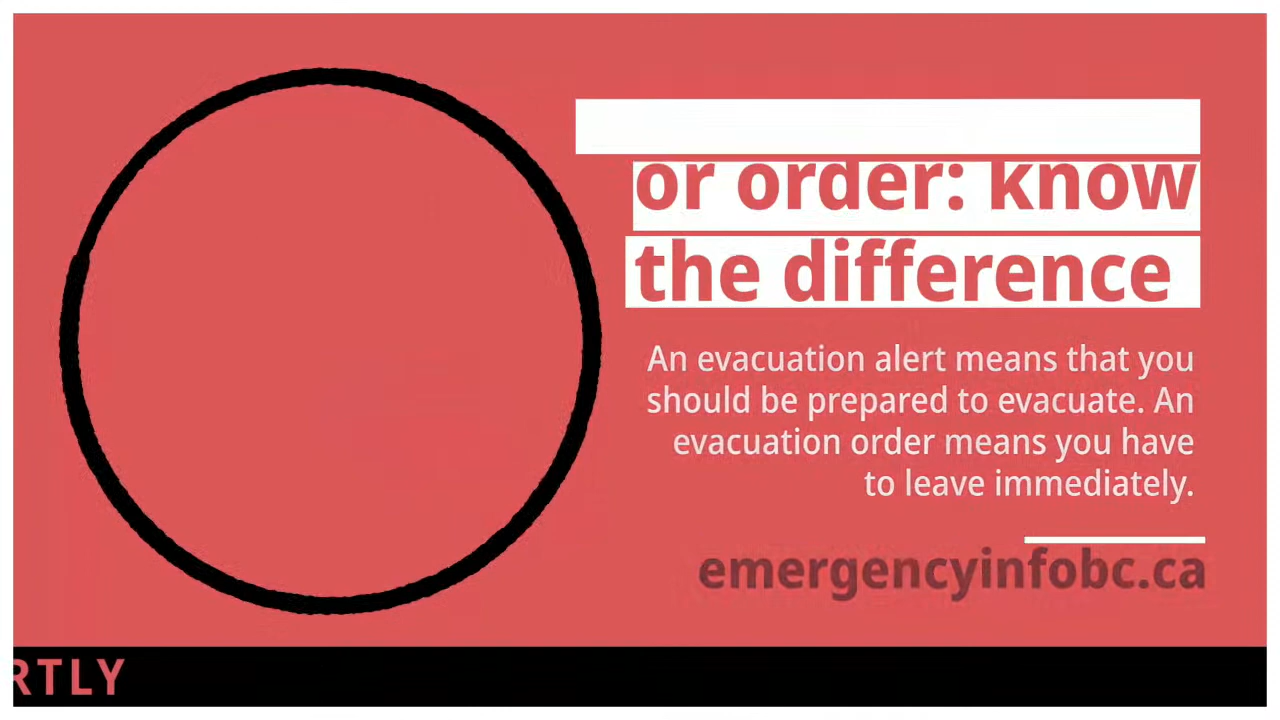 or order: know
the difference
An evacuation alert means that you
should be prepared to evacuate. An
evacuation order means you have
to leave immediately.
emergencyinfobc.ca
RTLY